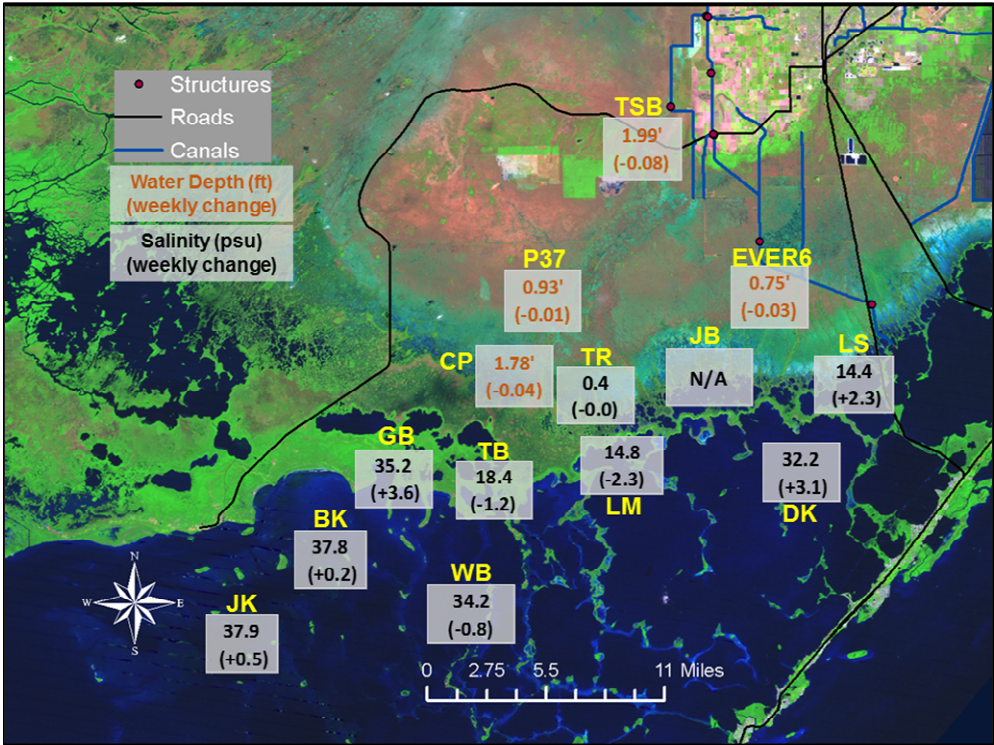 Structures
Roads
Canals
Water Depth (ft)
(weekly change)
Salinity (psu)
(weekly change)
TSB
1.99'
(-0.08)
P37
0.93'
(-0.01)
EVER6
0.75'
(-0.03)
CP
1.78'
(-0.04)
TR
0.4
(-0.0)
JB
N/A
LS
14.4
(+2.3)
GB
35.2
(+3.6)
TB
18.4
(-1.2)
14.8
(-2.3)
LM
32.2
(+3.1)
DK
BK
37.8
(+0.2)
WB
34.2
(-0.8)
JK
37.9
(+0.5)
N
W E
S
0 2.75 5.5 11 Miles